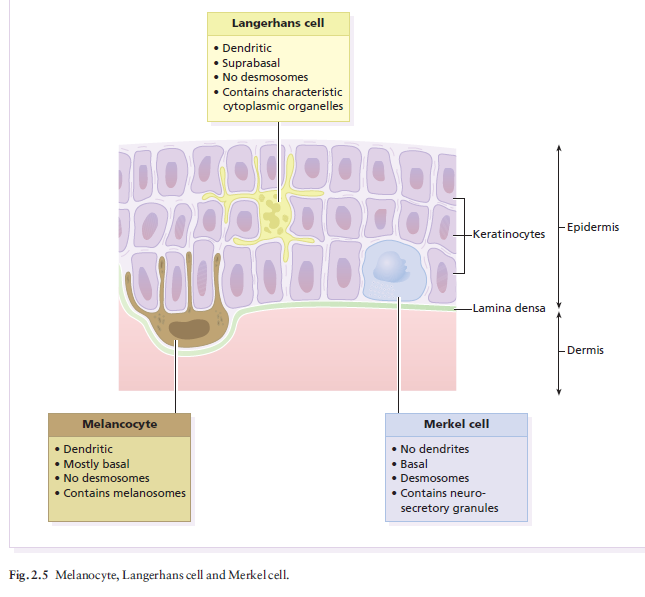 Langerhans cell
• Dendritic
• Suprabasal
• No desmosomes
• Contains characteristic
cytoplasmic organelles
Keratinocytes
Epidermis
Lamina densa
Dermis
Melancocyte
• Dendritic
• Mostly basal
• No desmosomes
• Contains melanosomes
Merkel cell
• No dendrites
• Basal
• Desmosomes
• Contains neuro-
secretory granules
Fig. 2.5 Melanocyte, Langerhans cell and Merkel cell.